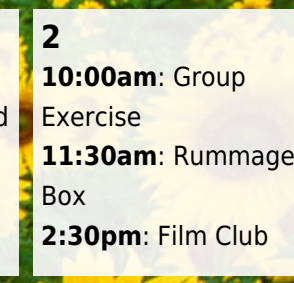 2
10:00am: Group
d
Exercise
11:30am: Rummage
Box
2:30pm: Film Club